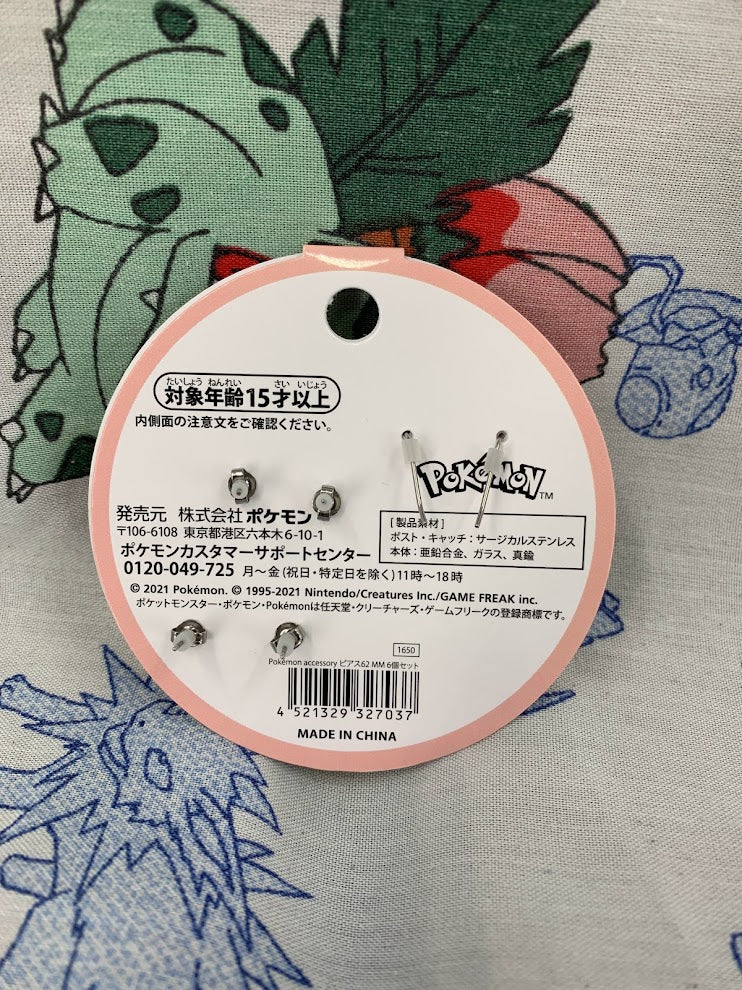 たいしょう ねんれい さい いじょう
対象年齢15才以上
内側面の注意文をご確認ください。
POKéMON TM
[製品素材]
ポスト・キャッチ:サージカルステンレス
本体:亜鉛合金、ガラス、真鍮
発売元 株式会社ポケモン
〒106-6108 東京都港区六本木6-10-1
ポケモンカスタマーサポートセンター
0120-049-725 月~金(祝日・特定日を除く)11時~18時
© 2021 Pokémon. © 1995-2021 Nintendo/Creatures Inc./GAME FREAK inc.
ポケットモンスター・ポケモン・Pokémonは任天堂・クリーチャーズ・ゲームフリークの登録商標です。
1650
Pokémon accessory ピアス62 MM 6個セット
4 521329 327037
MADE IN CHINA